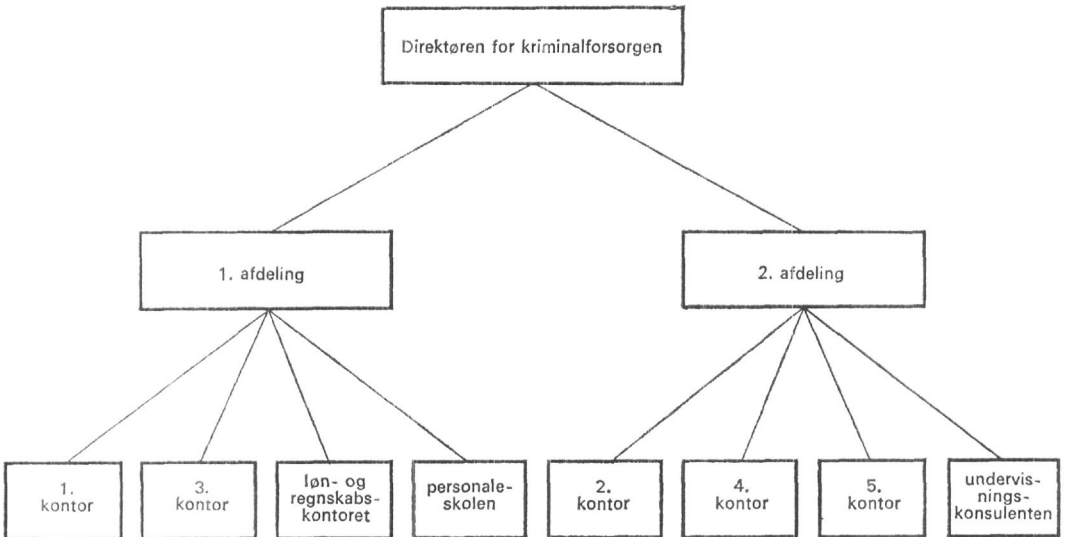 Direktøren for kriminalforsorgen
1. afdeling
2. afdeling
1.
kontor
3.
kontor
løn- og
regnskabs-
kontoret
personale-
skolen
2.
kontor
4.
kontor
5.
kontor
undervis-
nings-
konsulenten